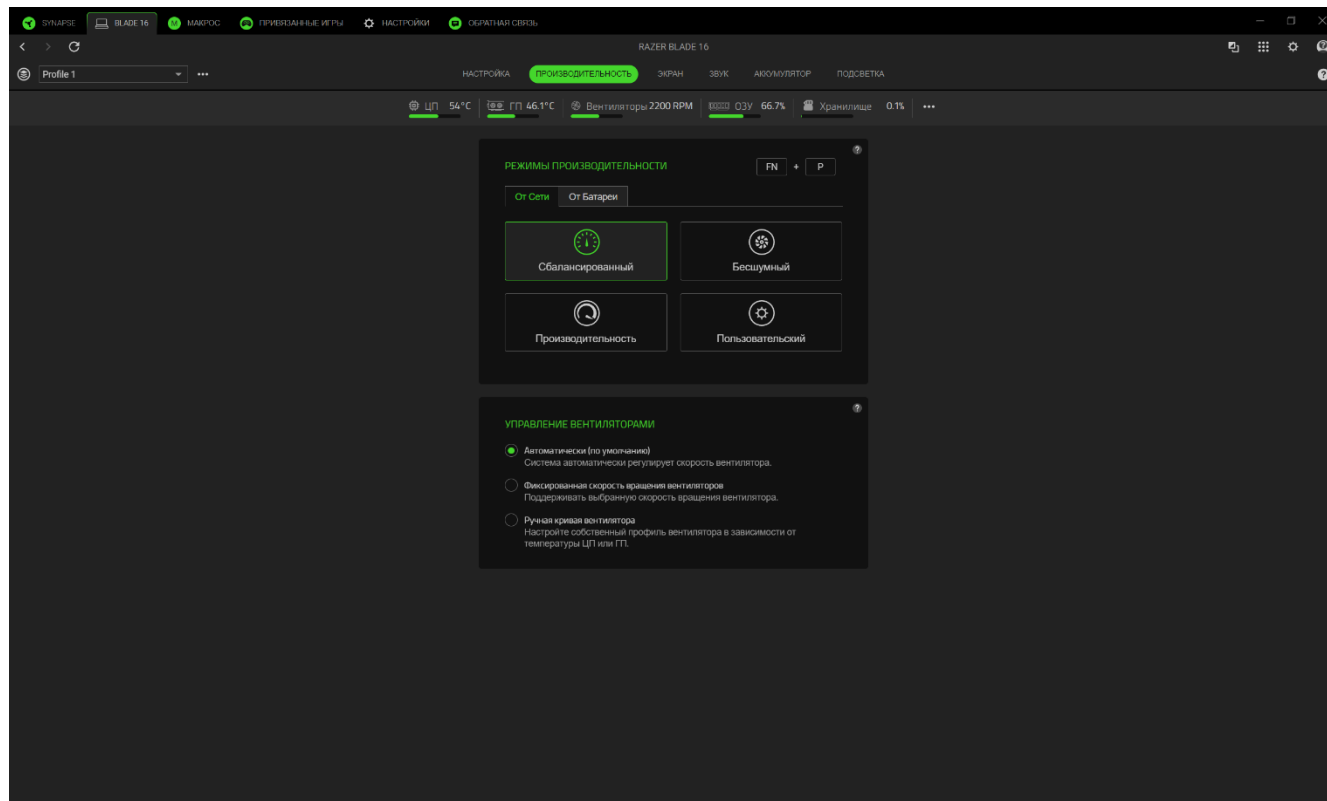 SYNAPSE BLADE 16 МАКРОС ПРИВЯЗАННЫЕ ИГРЫ НАСТРОЙКИ ОБРАТНАЯ СВЯЗЬ
RAZER BLADE 16
Profile 1 НАСТРОЙКА ПРОИЗВОДИТЕЛЬНОСТЬ ЭКРАН ЗВУК АККУМУЛЯТОР ПОДСВЕТКА
ЦП 54°C ГП 46.1°C Вентиляторы 2200 RPM ОЗУ 66.7% Хранилище 0.1%
РЕЖИМЫ ПРОИЗВОДИТЕЛЬНОСТИ FN + P
От Сети От Батареи
Сбалансированный Бесшумный
Производительность Пользовательский
УПРАВЛЕНИЕ ВЕНТИЛЯТОРАМИ
Автоматически (по умолчанию)
Система автоматически регулирует скорость вентилятора.
Фиксированная скорость вращения вентиляторов
Поддерживать выбранную скорость вращения вентилятора.
Ручная кривая вентилятора
Настройте собственный профиль вентилятора в зависимости от
температуры ЦП или ГП.